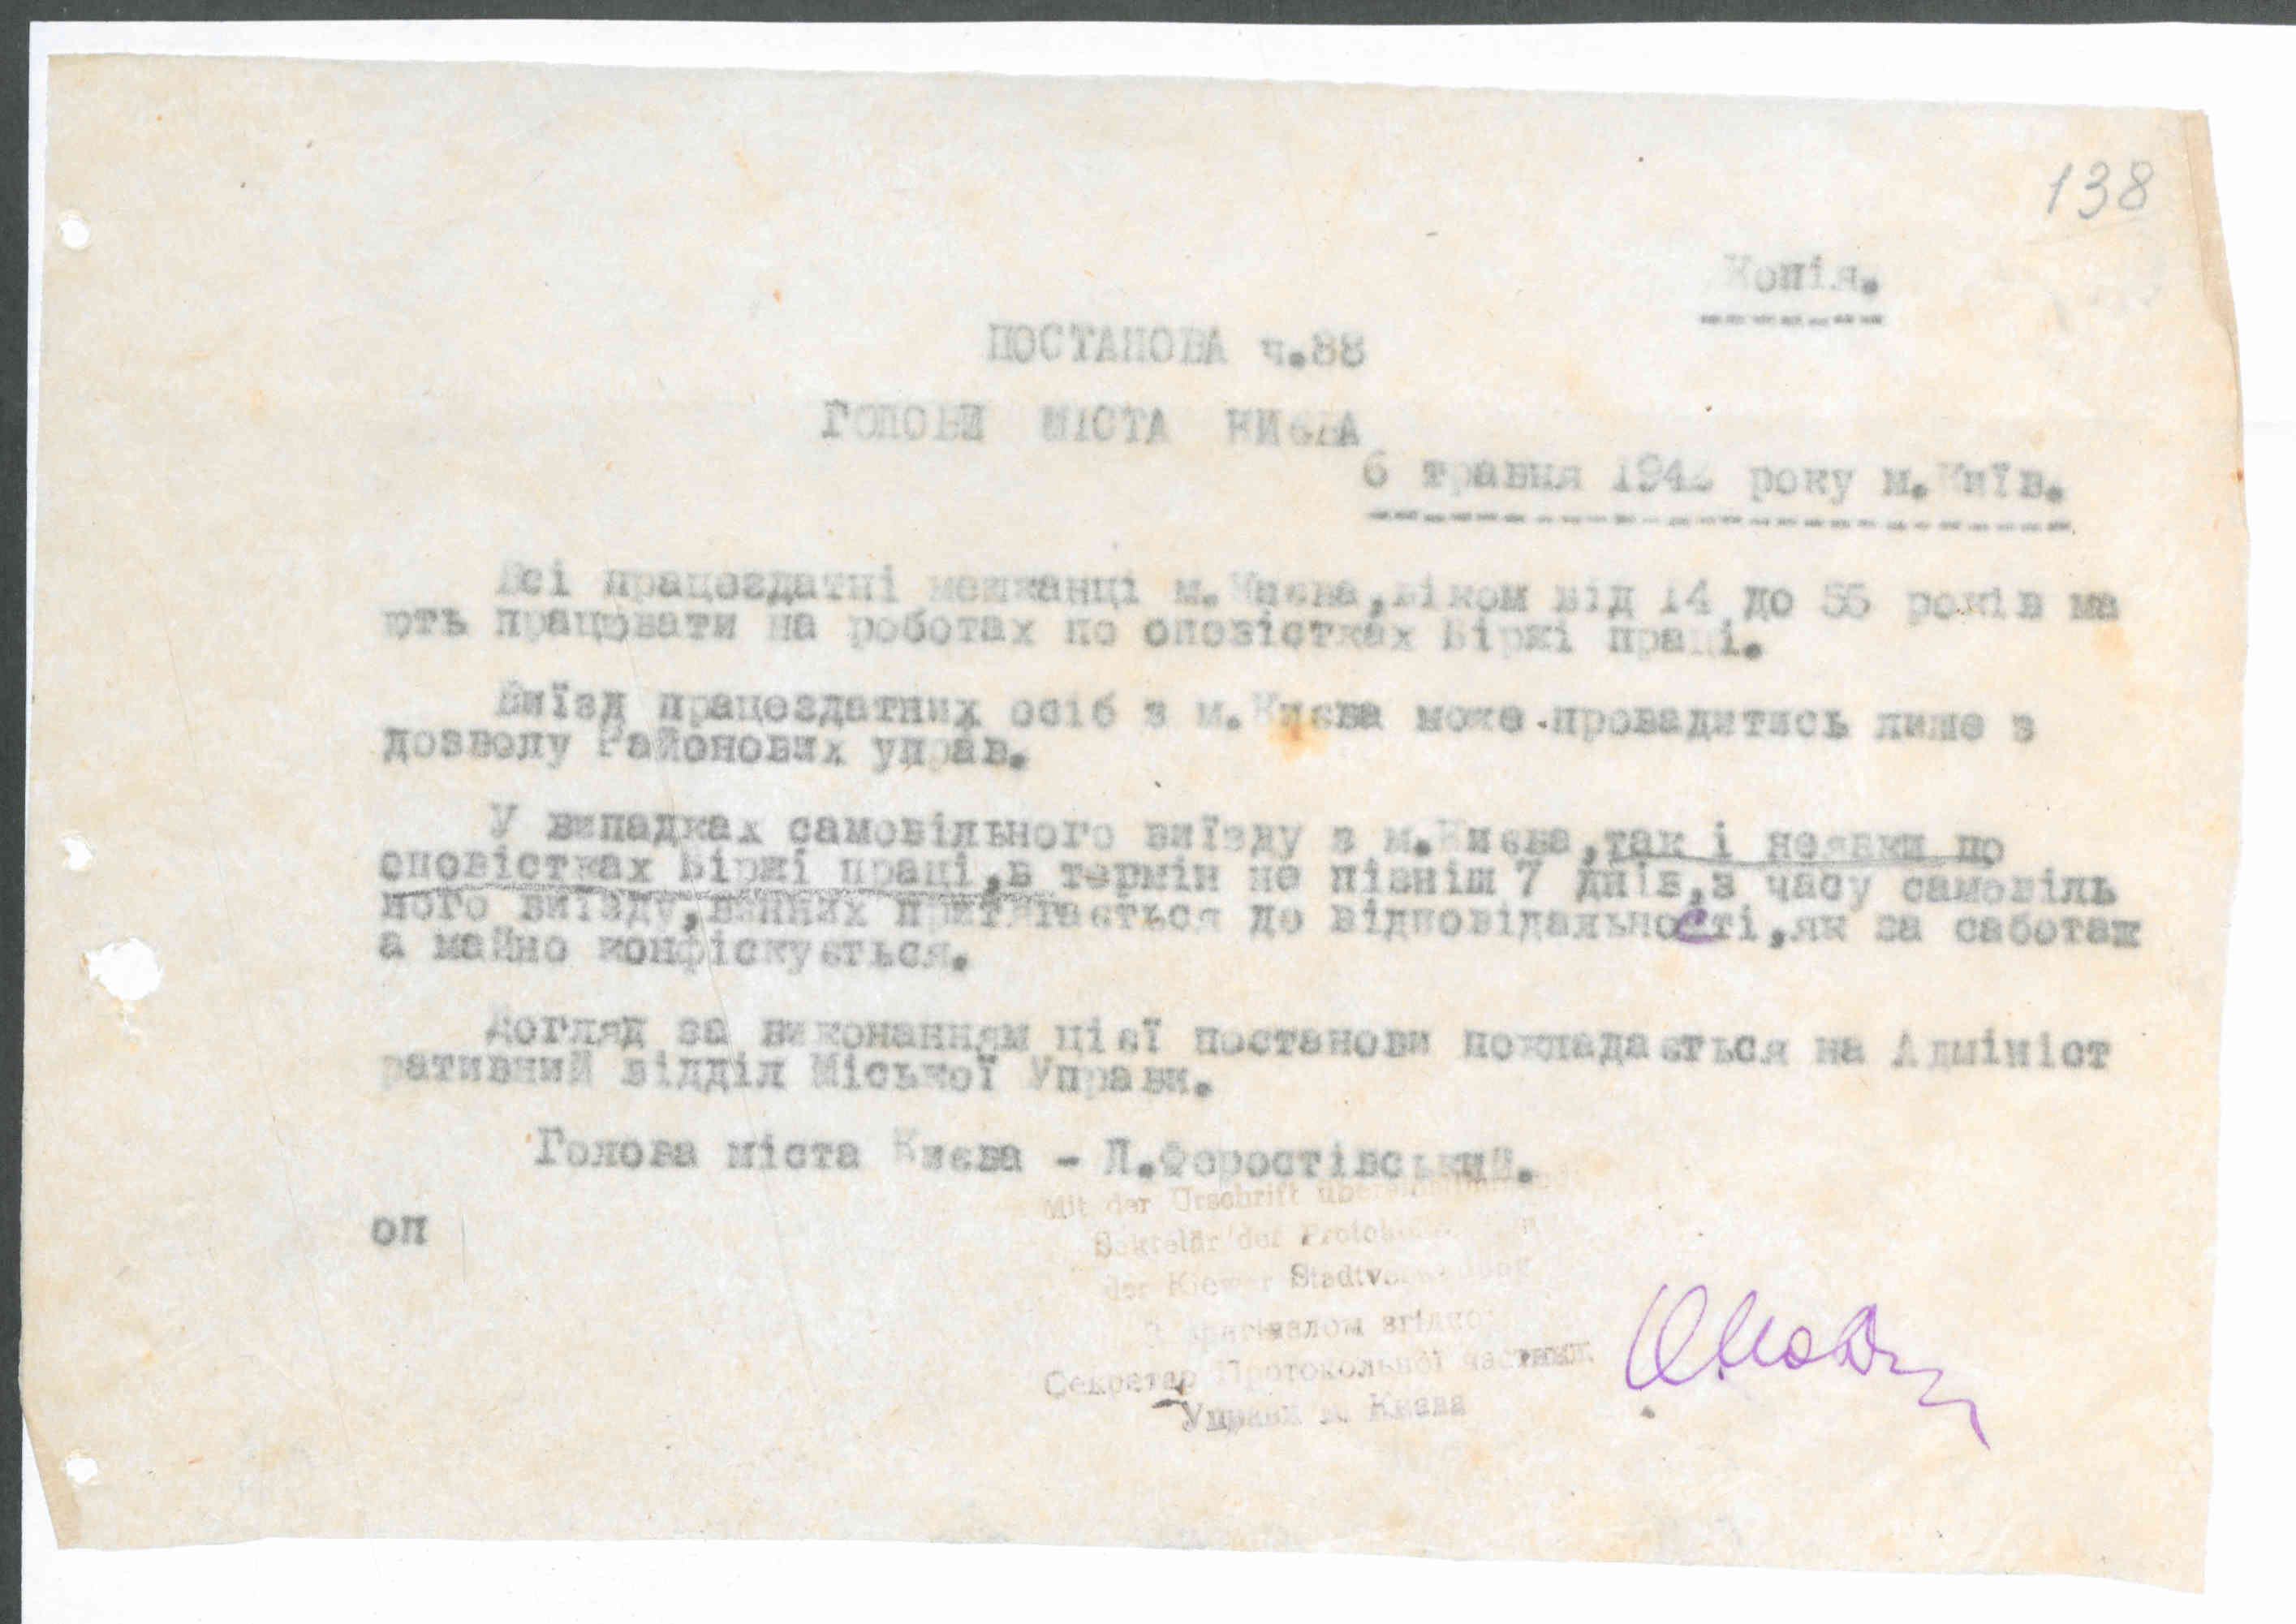 138
Копія.
ПОСТАНОВА ч.88
ГОЛОВИ МІСТА КИЄВА
6 травня 1942 року м.Київ.
Всі працездатні мешканці м.Києва,віком від 14 до 55 років ма
ють працювати на роботах по оповістках Біржі праці.
Виїзд працездатних осіб з м.Києва може провадитись лише з
дозволу Районових управ.
У випадках самовільного виїзду з м.Києва,так і неявки по
оповістках Біржі праці,в термін не пізніш 7 днів,з часу самовіль
ного виїзду,винних притягається до відповідальності,як за саботаж
а майно конфіскується.
Догляд за виконанням цієї постанови покладається на Адмініст
ративний відділ Міської Управи.
Голова міста Києва - Л.Форостівський.
оп
Mit der Urschrift
Sekretär der
der Kiewer
З оригіналом згідно:
Секретар Протокольної частини
Управи м. Києва